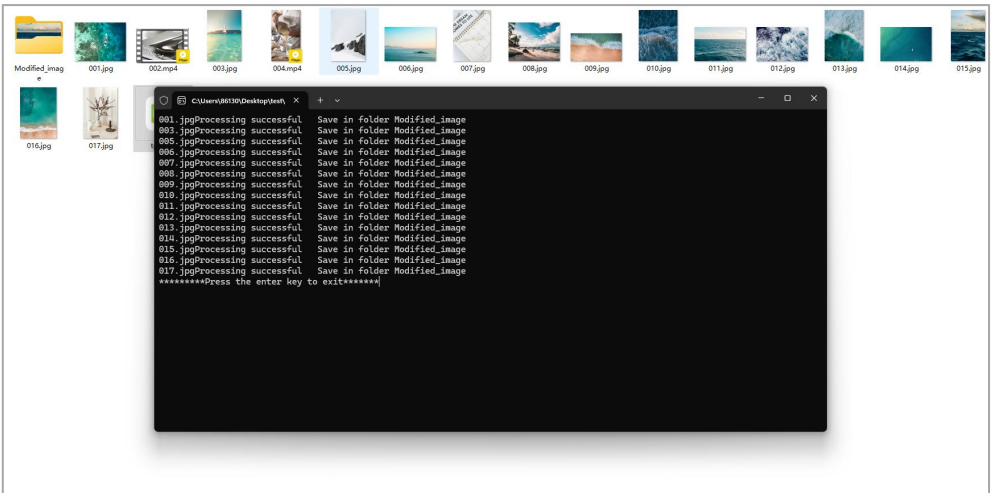 Modified_imag
e
001.jpg
002.mp4
003.jpg
004.mp4
005.jpg
006.jpg
007.jpg
008.jpg
009.jpg
010.jpg
011.jpg
012.jpg
013.jpg
014.jpg
015.jpg
016.jpg
017.jpg
C:\Users\86130\Desktop\test\
001.jpgProcessing successful Save in folder Modified_image
003.jpgProcessing successful Save in folder Modified_image
005.jpgProcessing successful Save in folder Modified_image
006.jpgProcessing successful Save in folder Modified_image
007.jpgProcessing successful Save in folder Modified_image
008.jpgProcessing successful Save in folder Modified_image
009.jpgProcessing successful Save in folder Modified_image
010.jpgProcessing successful Save in folder Modified_image
011.jpgProcessing successful Save in folder Modified_image
012.jpgProcessing successful Save in folder Modified_image
013.jpgProcessing successful Save in folder Modified_image
014.jpgProcessing successful Save in folder Modified_image
015.jpgProcessing successful Save in folder Modified_image
016.jpgProcessing successful Save in folder Modified_image
017.jpgProcessing successful Save in folder Modified_image
*********Press the enter key to exit*******